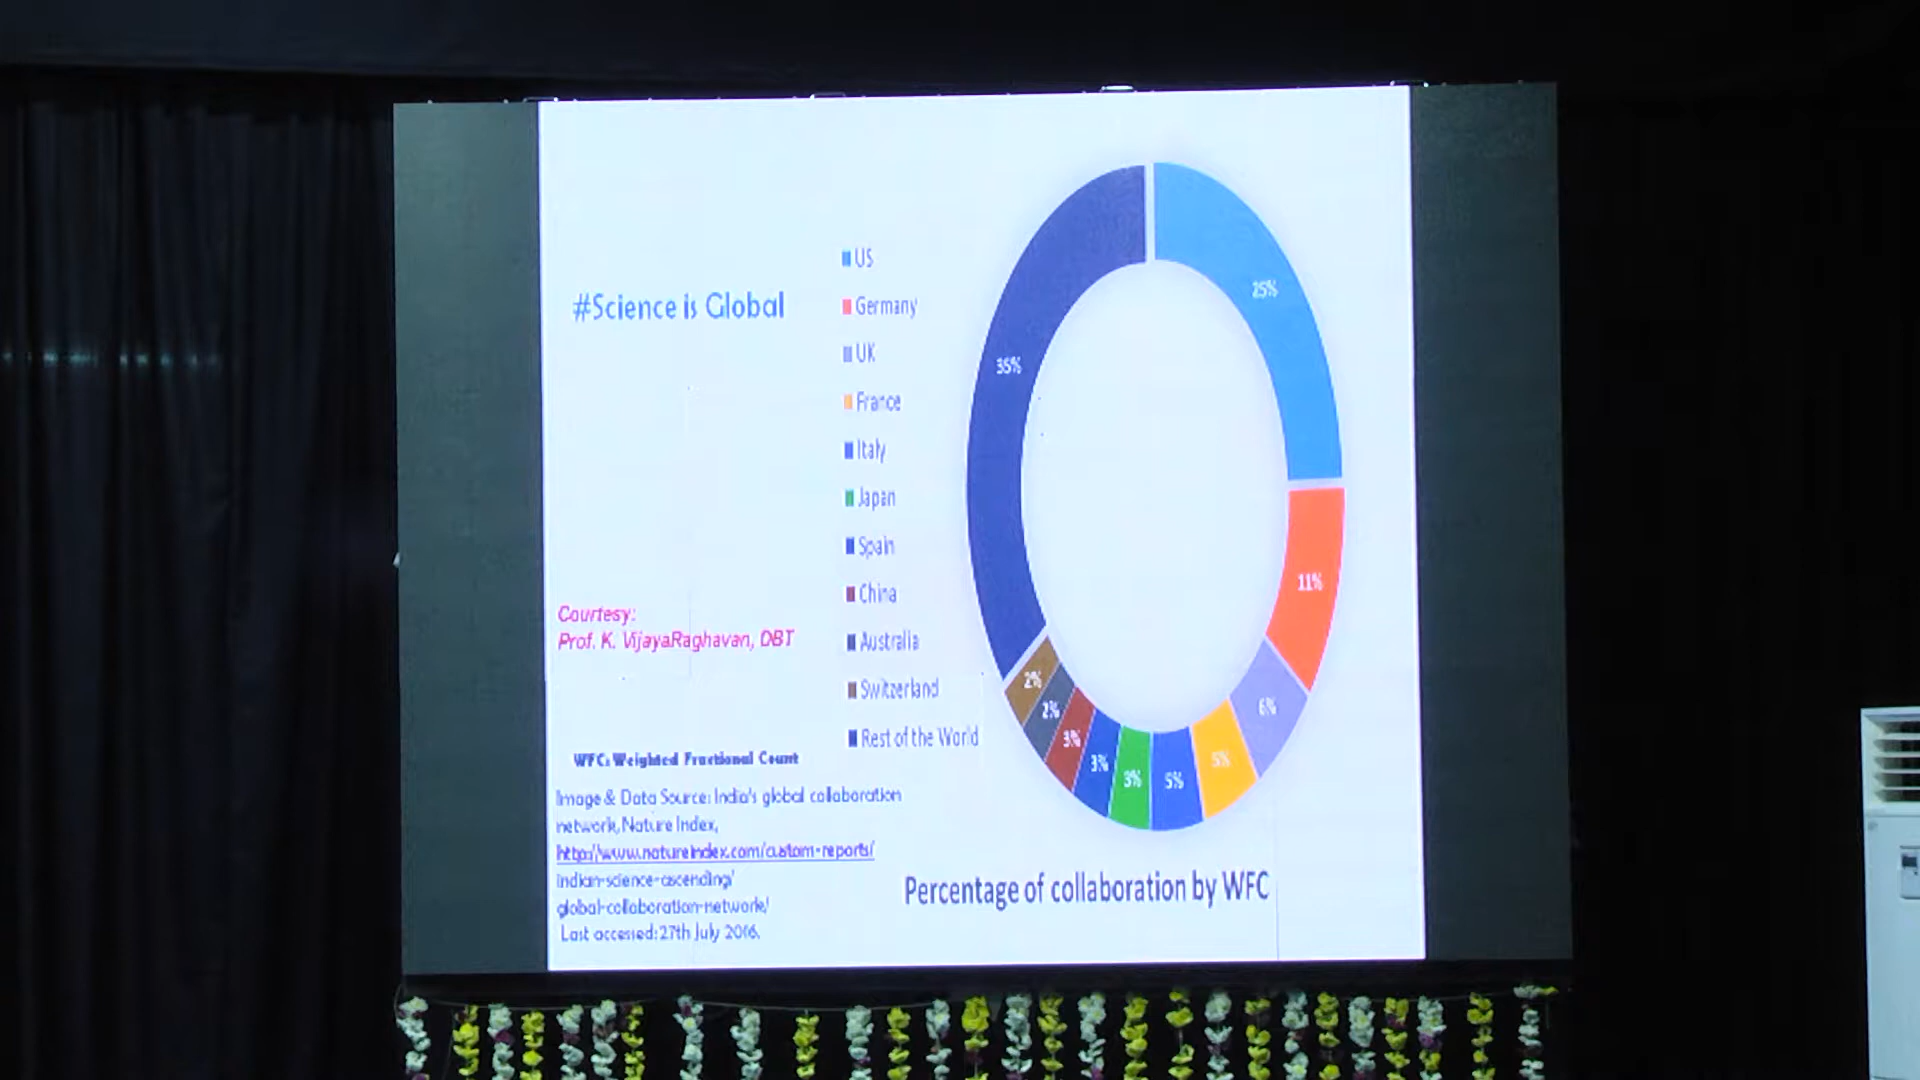 #Science is Global
US
Germany
UK
France
Italy
Japan
Spain
China
Australia
Switzerland
Rest of the World
25%
11%
6%
5%
5%
3%
3%
3%
2%
2%
35%
Courtesy:
Prof. K. VijayaRaghavan, DBT
WFC: Weighted Fractional Count
Image & Data Source: India's global collaboration
network, Nature Index,
http://www.natureindex.com/custom-reports/
indian-science-ascending/
global-collaboration-network/
Last accessed: 27th July 2016.
Percentage of collaboration by WFC